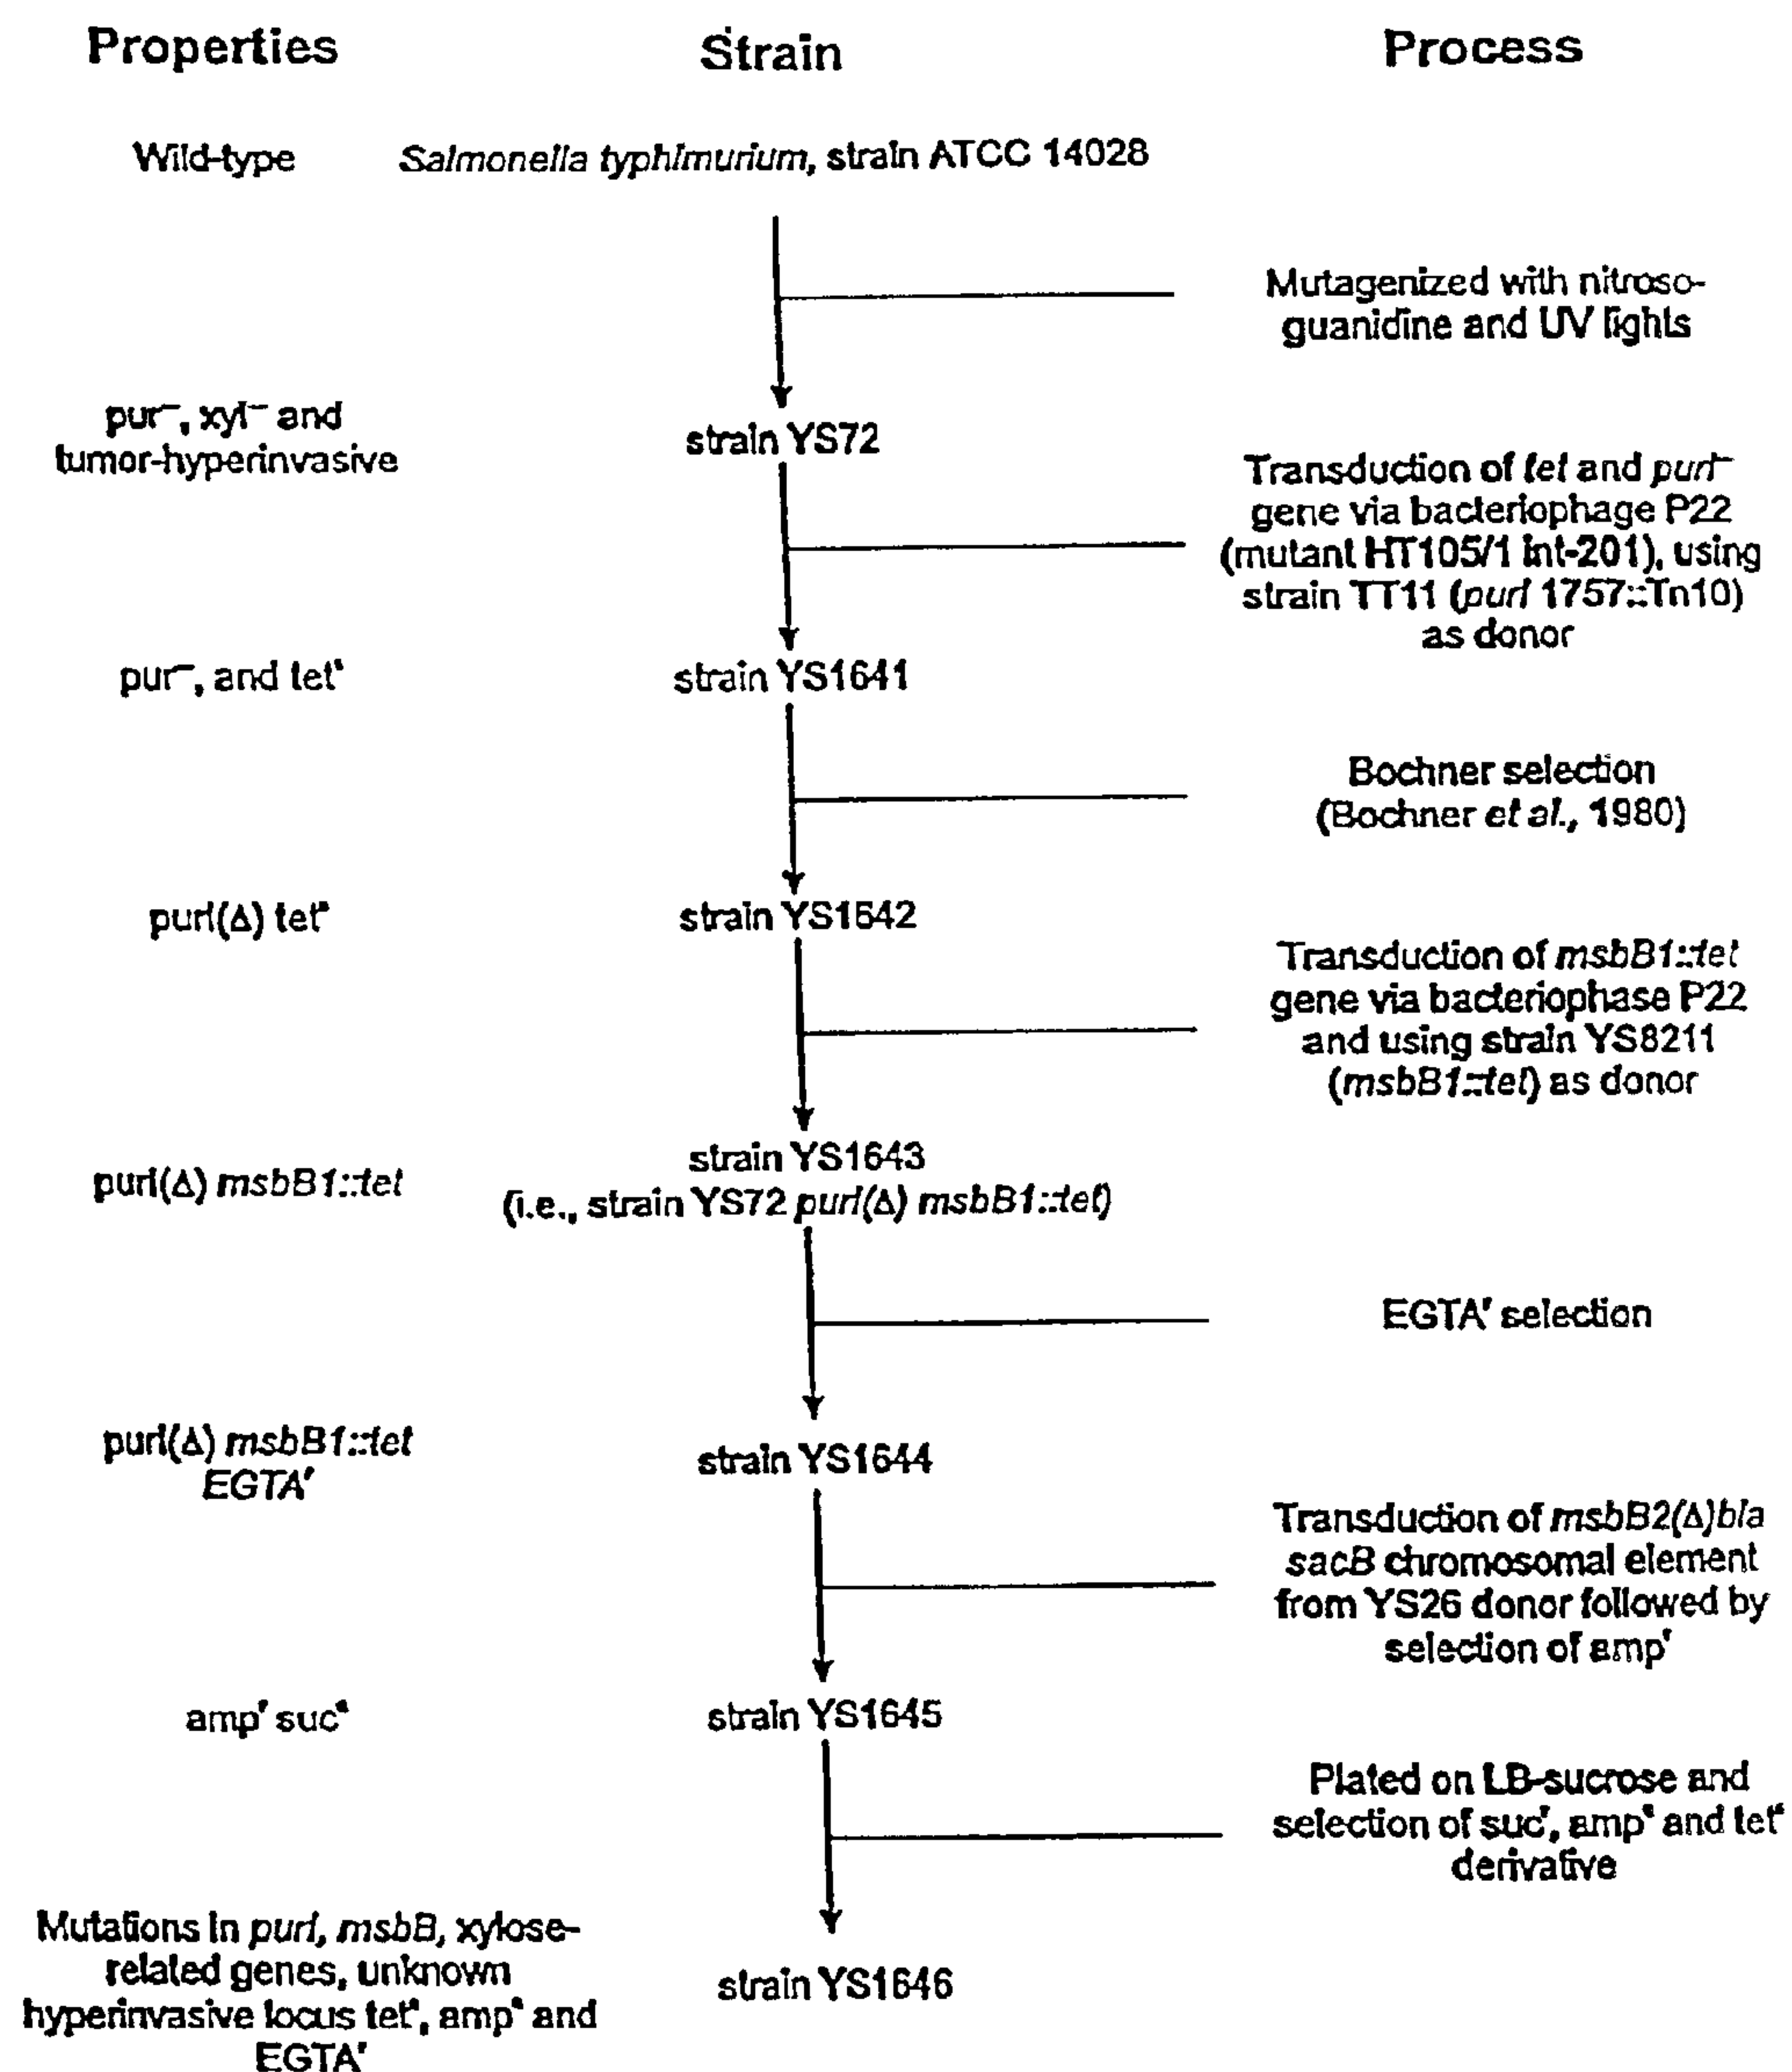 Properties
Strain
Process
Wild-type
Salmonella typhimurium, strain ATCC 14028
Mutagenized with nitroso-
guanidine and UV lights
pur⁻, xyl⁻ and
tumor-hyperinvasive
strain YS72
Transduction of tet and purI⁻
gene via bacteriophage P22
(mutant HT105/1 int-201), using
strain TT11 (purI 1757::Tn10)
as donor
pur⁻, and tetˢ
strain YS1641
Bochner selection
(Bochner et al., 1980)
purI(Δ) tetˢ
strain YS1642
Transduction of msbB1::tet
gene via bacteriophase P22
and using strain YS8211
(msbB1::tet) as donor
purI(Δ) msbB1::tet
strain YS1643
(i.e., strain YS72 purI(Δ) msbB1::tet)
EGTAʳ selection
purI(Δ) msbB1::tet
EGTAʳ
strain YS1644
Transduction of msbB2(Δ)bla
sacB chromosomal element
from YS26 donor followed by
selection of ampʳ
ampʳ sucˢ
strain YS1645
Plated on LB-sucrose and
selection of sucʳ, ampˢ and tetˢ
derivative
Mutations in purI, msbB, xylose-
related genes, unknown
hyperinvasive locus tetˢ, ampˢ and
EGTAʳ
strain YS1646